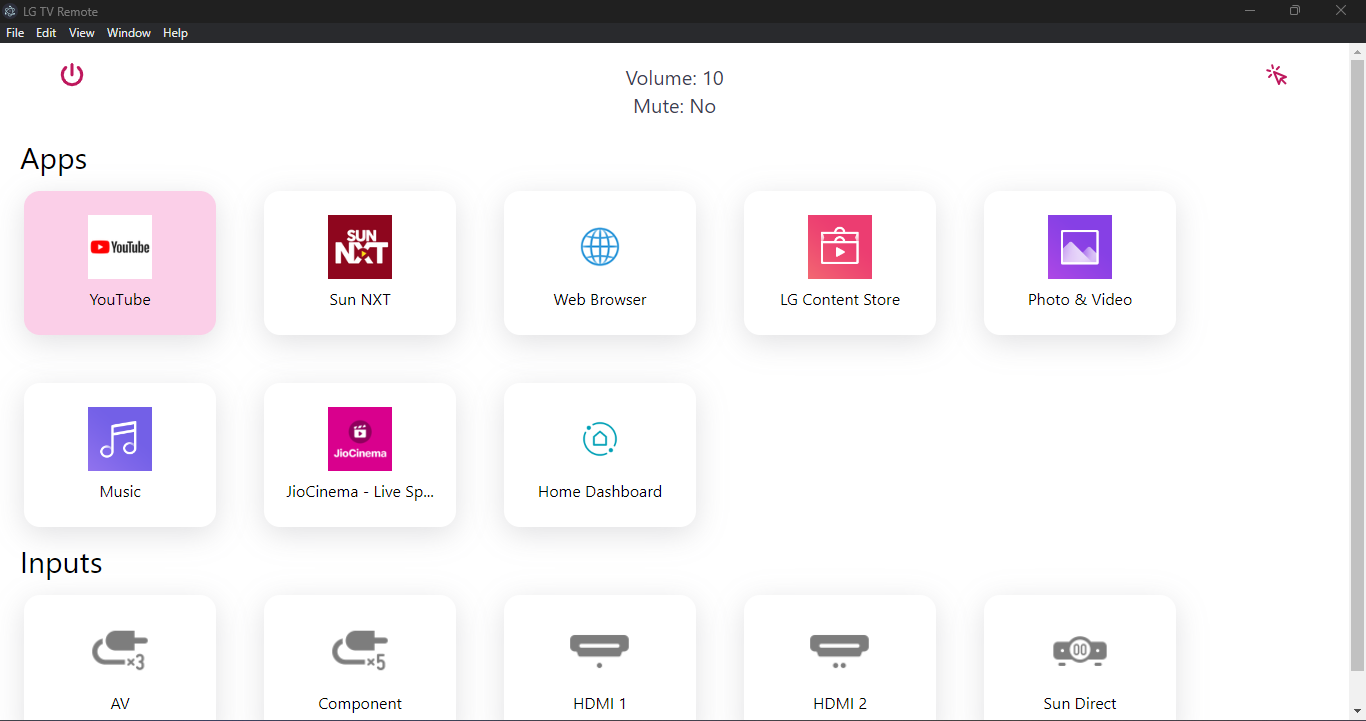 LG TV Remote
File Edit View Window Help
Volume: 10
Mute: No
Apps
YouTube
YouTube
SUN NXT
Sun NXT
Web Browser
LG Content Store
Photo & Video
Music
JioCinema
JioCinema - Live Sp...
Home Dashboard
Inputs
×3
AV
×5
Component
HDMI 1
HDMI 2
00
Sun Direct